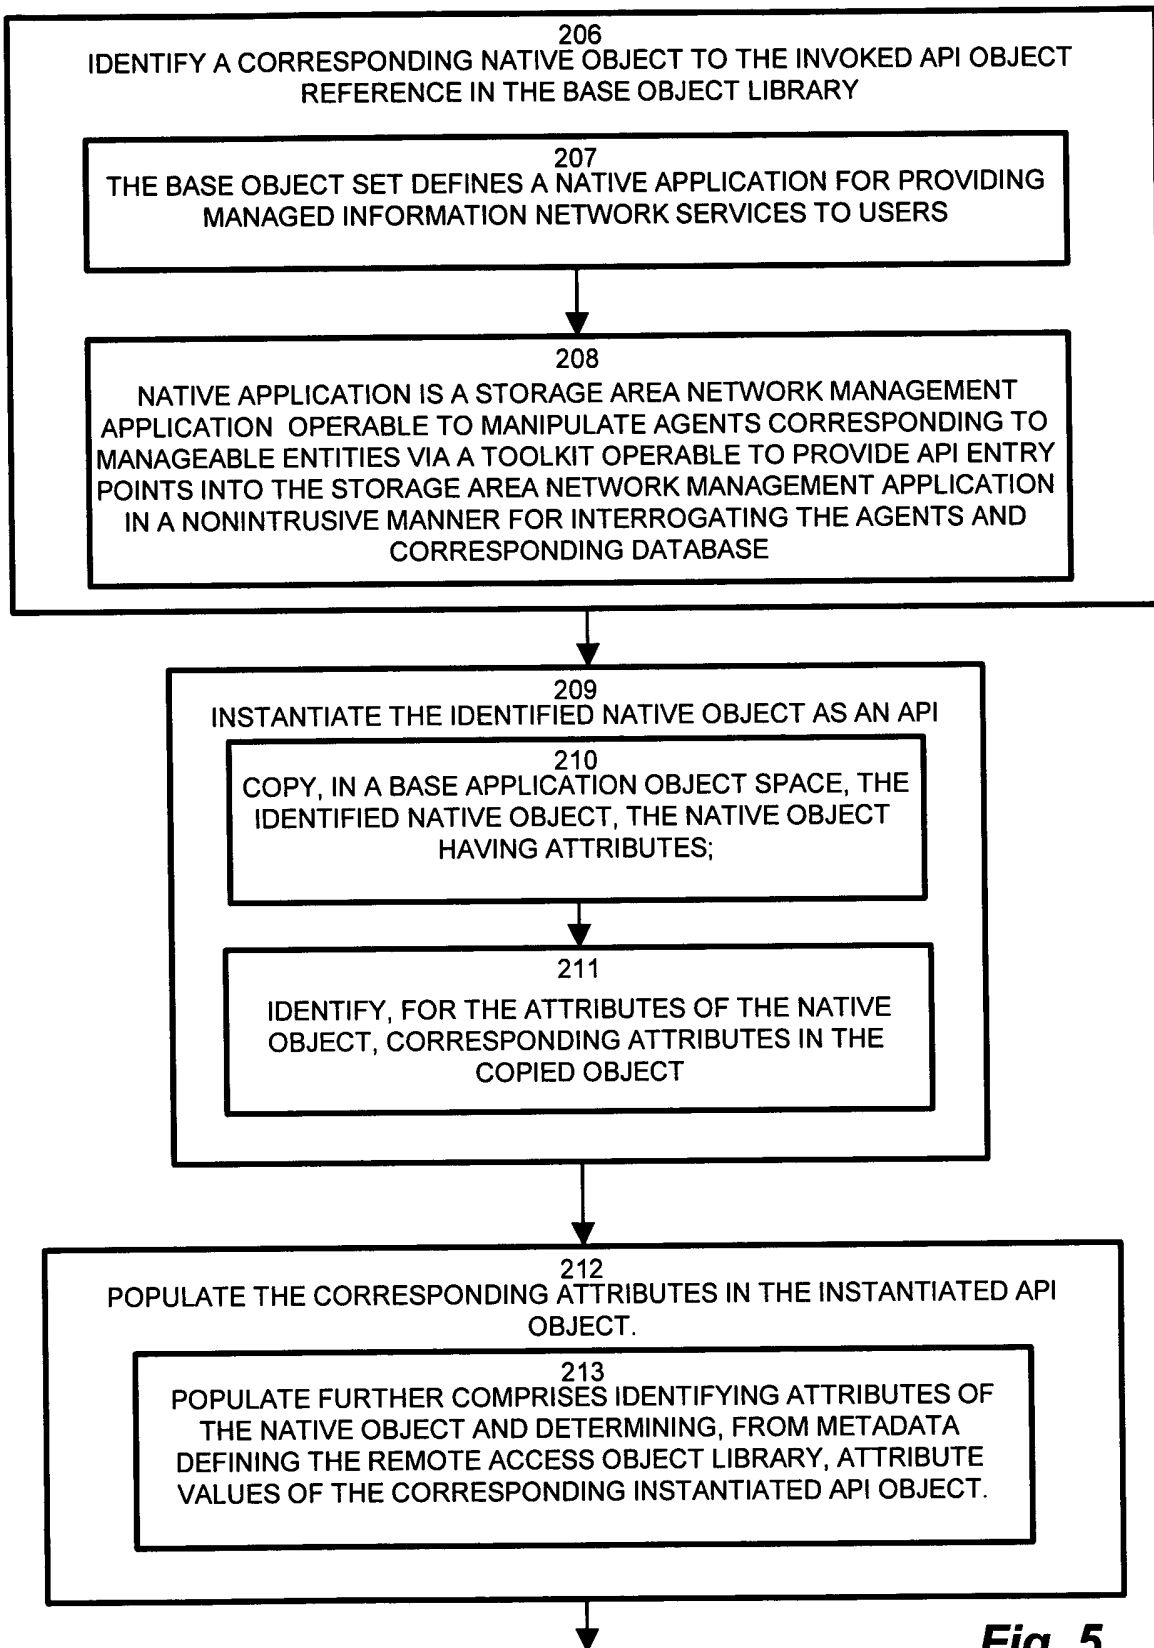 206
IDENTIFY A CORRESPONDING NATIVE OBJECT TO THE INVOKED API OBJECT
REFERENCE IN THE BASE OBJECT LIBRARY
207
THE BASE OBJECT SET DEFINES A NATIVE APPLICATION FOR PROVIDING
MANAGED INFORMATION NETWORK SERVICES TO USERS
208
NATIVE APPLICATION IS A STORAGE AREA NETWORK MANAGEMENT
APPLICATION OPERABLE TO MANIPULATE AGENTS CORRESPONDING TO
MANAGEABLE ENTITIES VIA A TOOLKIT OPERABLE TO PROVIDE API ENTRY
POINTS INTO THE STORAGE AREA NETWORK MANAGEMENT APPLICATION
IN A NONINTRUSIVE MANNER FOR INTERROGATING THE AGENTS AND
CORRESPONDING DATABASE
209
INSTANTIATE THE IDENTIFIED NATIVE OBJECT AS AN API
210
COPY, IN A BASE APPLICATION OBJECT SPACE, THE
IDENTIFIED NATIVE OBJECT, THE NATIVE OBJECT
HAVING ATTRIBUTES;
211
IDENTIFY, FOR THE ATTRIBUTES OF THE NATIVE
OBJECT, CORRESPONDING ATTRIBUTES IN THE
COPIED OBJECT
212
POPULATE THE CORRESPONDING ATTRIBUTES IN THE INSTANTIATED API
OBJECT.
213
POPULATE FURTHER COMPRISES IDENTIFYING ATTRIBUTES OF
THE NATIVE OBJECT AND DETERMINING, FROM METADATA
DEFINING THE REMOTE ACCESS OBJECT LIBRARY, ATTRIBUTE
VALUES OF THE CORRESPONDING INSTANTIATED API OBJECT.
Fig. 5